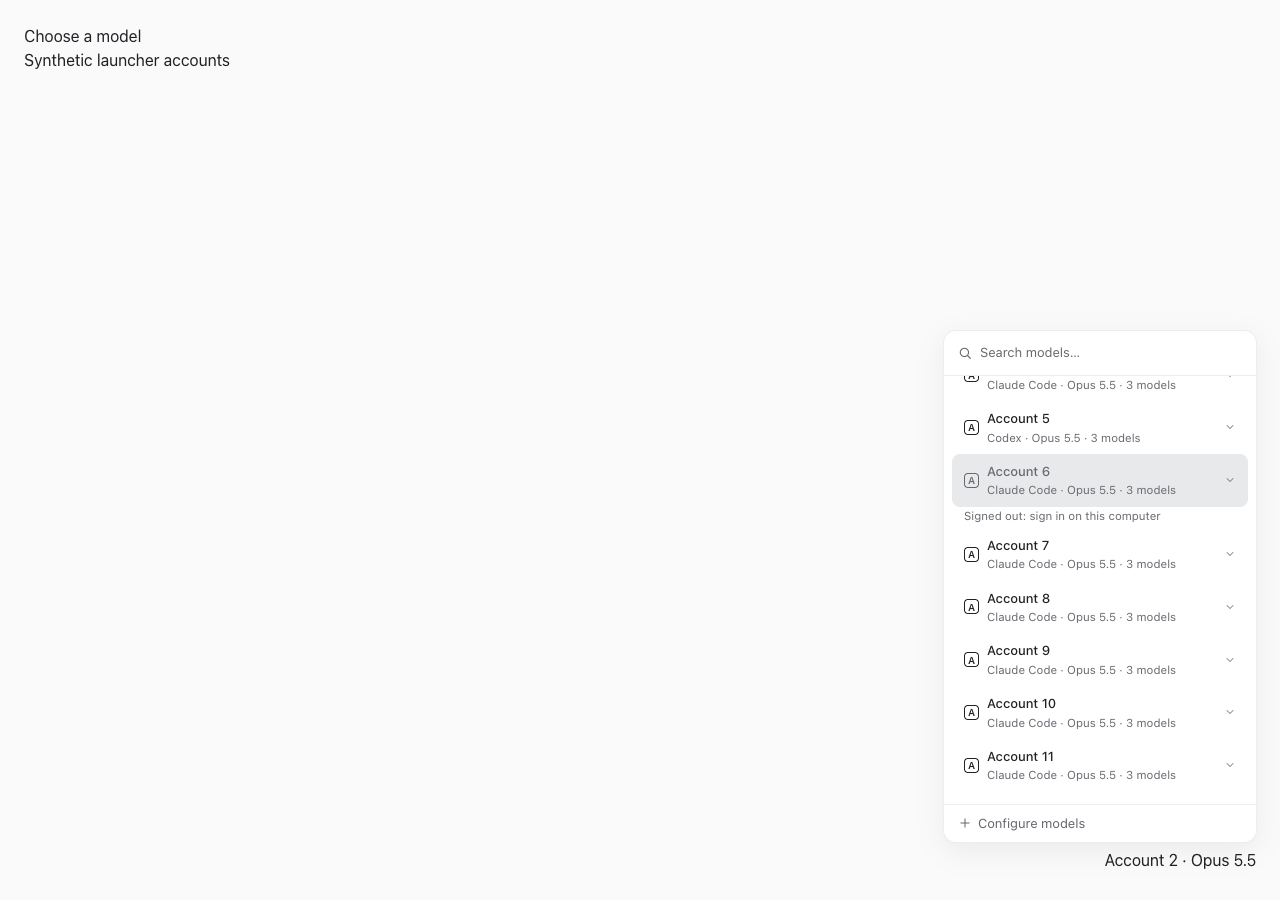 Choose a model
Synthetic launcher accounts
Search models...
Claude Code · Opus 5.5 · 3 models
A
Account 5
Codex · Opus 5.5 · 3 models
A
Account 6
Claude Code · Opus 5.5 · 3 models
Signed out: sign in on this computer
A
Account 7
Claude Code · Opus 5.5 · 3 models
A
Account 8
Claude Code · Opus 5.5 · 3 models
A
Account 9
Claude Code · Opus 5.5 · 3 models
A
Account 10
Claude Code · Opus 5.5 · 3 models
A
Account 11
Claude Code · Opus 5.5 · 3 models
Configure models
Account 2 · Opus 5.5